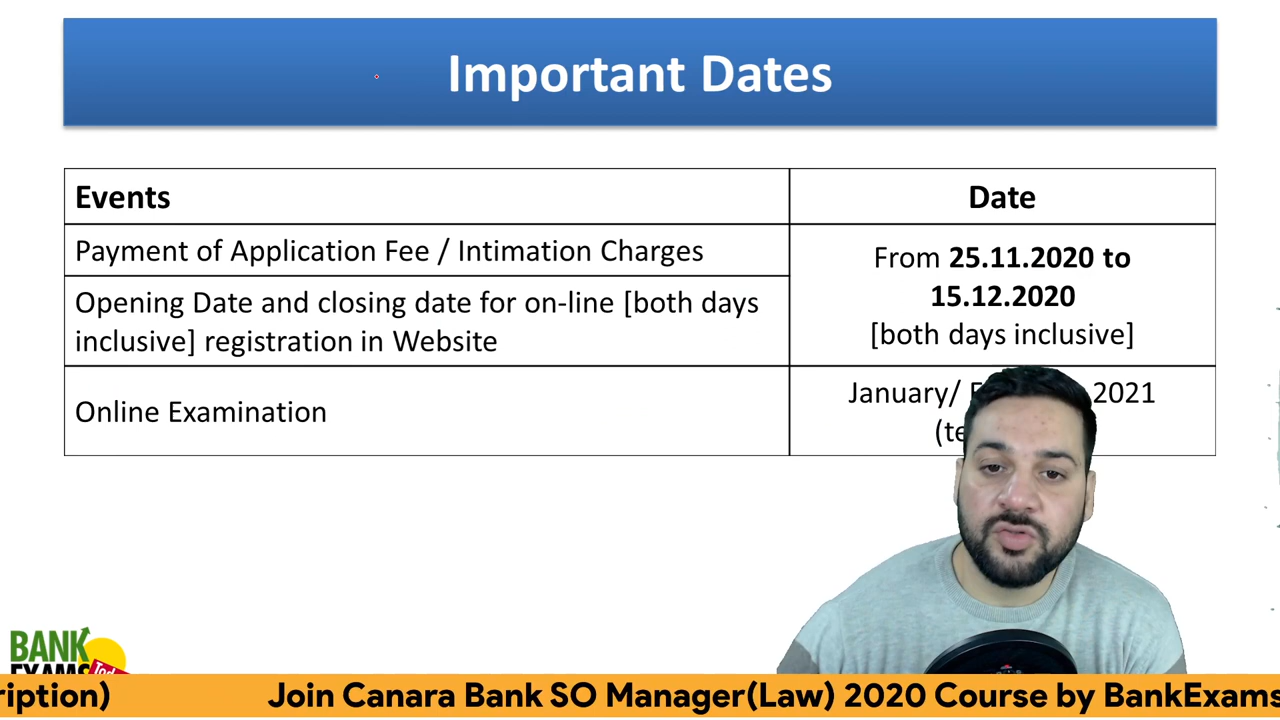 Important Dates
Events
Date
Payment of Application Fee / Intimation Charges
From 25.11.2020 to
15.12.2020
[both days inclusive]
Opening Date and closing date for on-line [both days
inclusive] registration in Website
Online Examination
January/ 2021
BANK
EXAMS Today
ription) Join Canara Bank SO Manager(Law) 2020 Course by BankExams